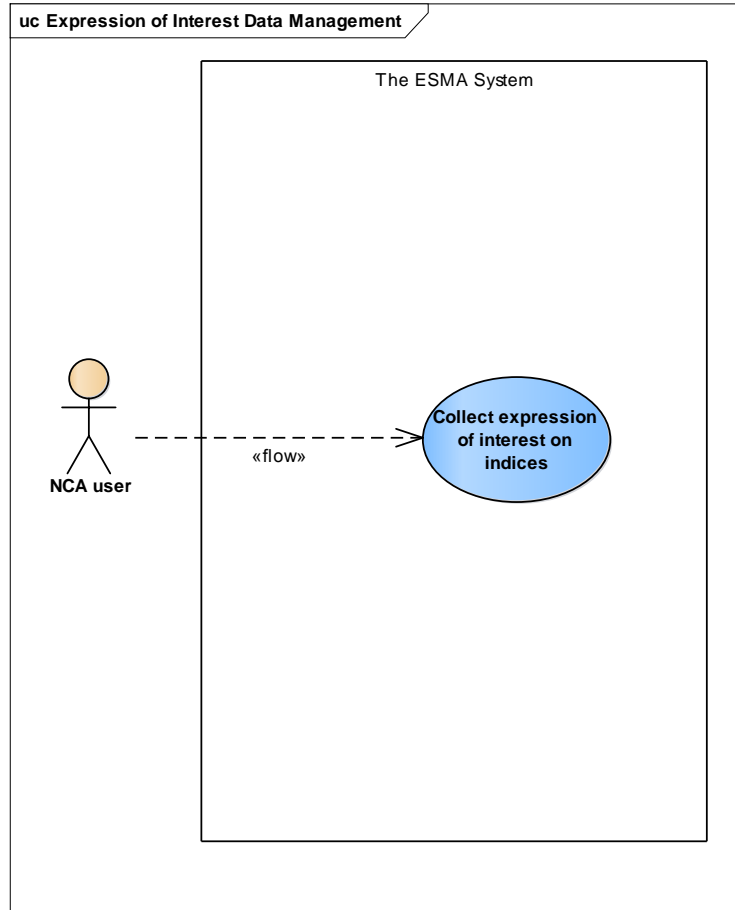 uc Expression of Interest Data Management
The ESMA System
Collect expression
of interest on
indices
«flow»
NCA user